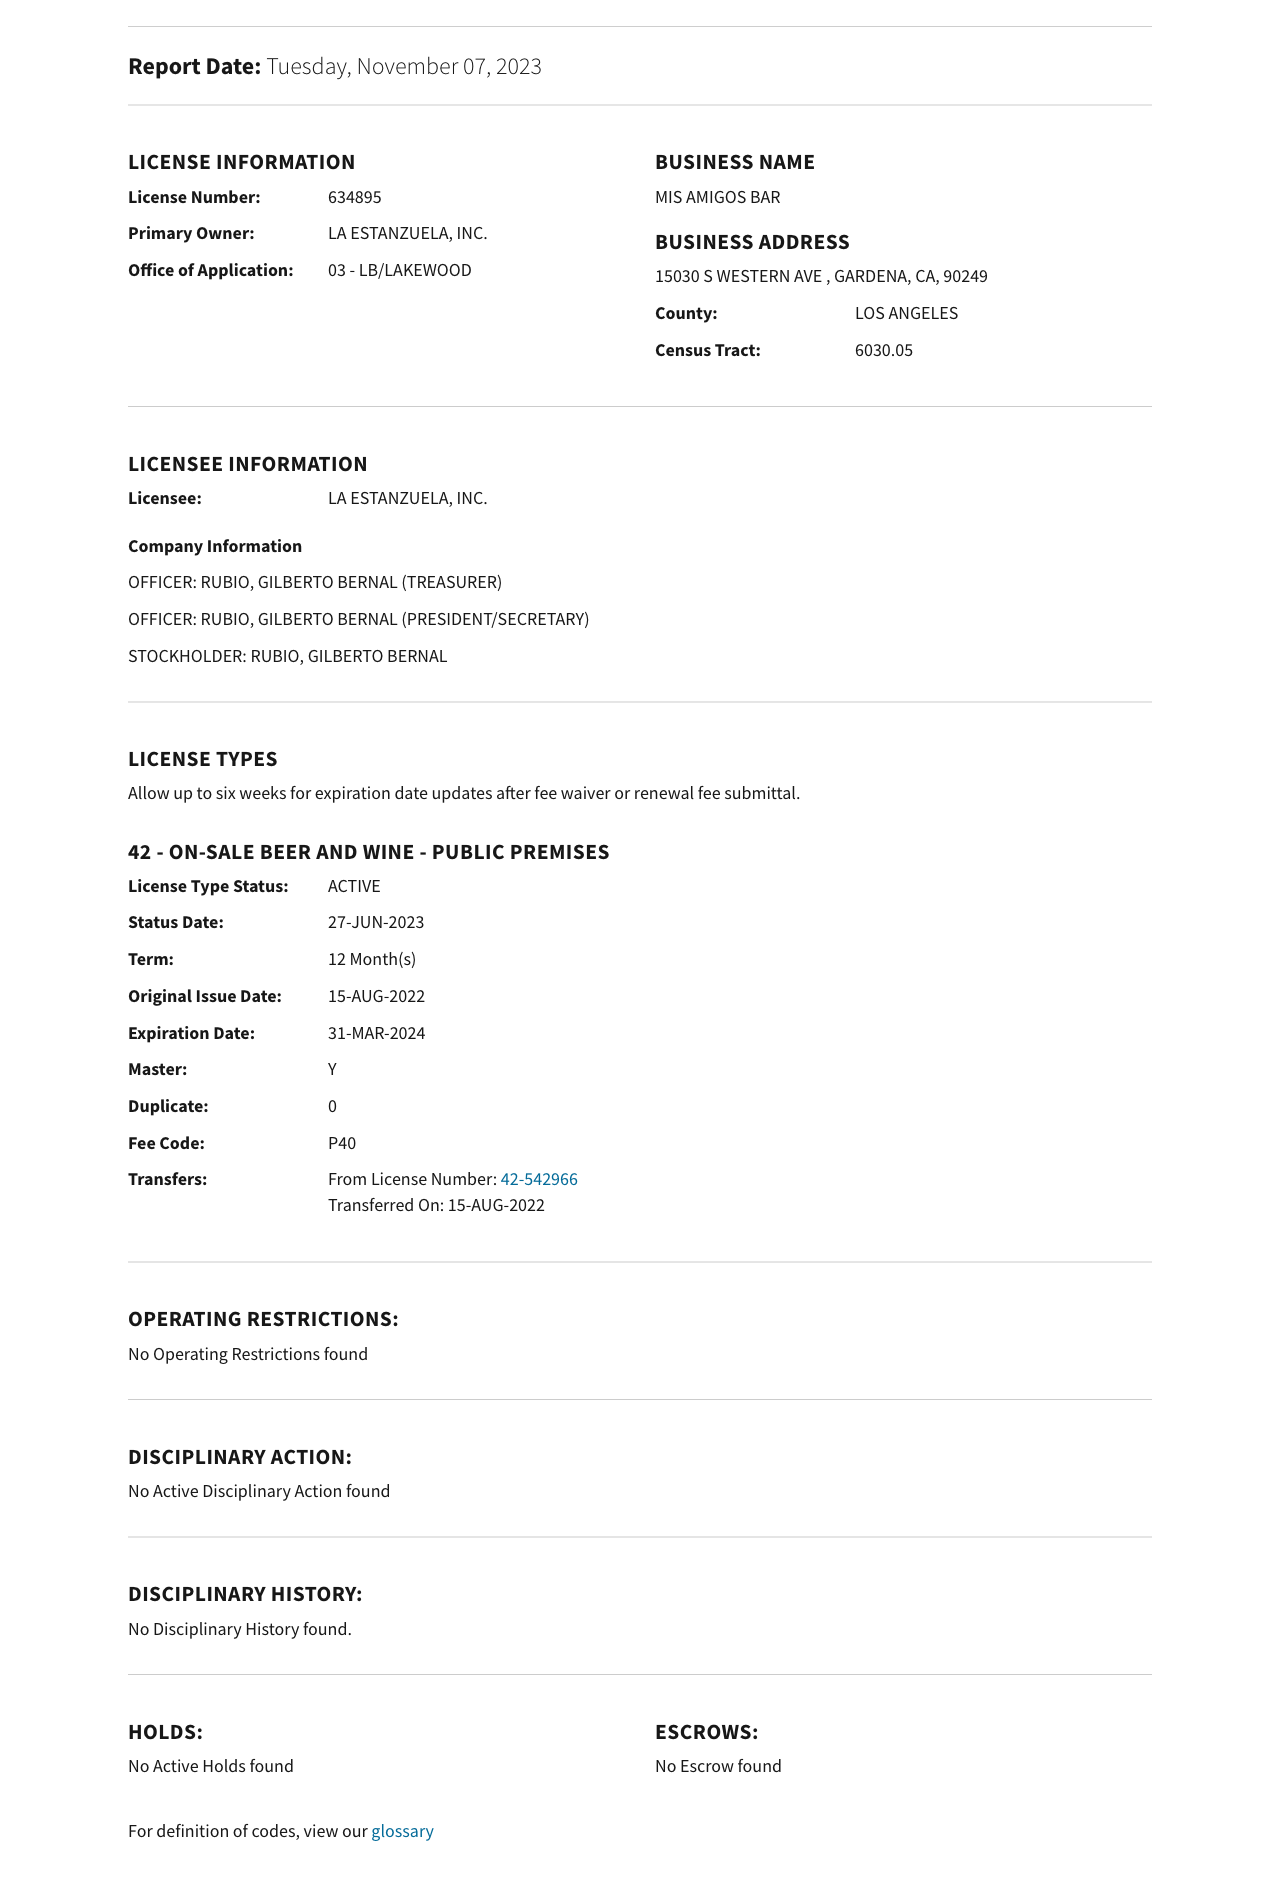 Report Date: Tuesday, November 07, 2023
LICENSE INFORMATION
License Number: 634895
Primary Owner: LA ESTANZUELA, INC.
Office of Application: 03 - LB/LAKEWOOD
BUSINESS NAME
MIS AMIGOS BAR
BUSINESS ADDRESS
15030 S WESTERN AVE , GARDENA, CA, 90249
County: LOS ANGELES
Census Tract: 6030.05
LICENSEE INFORMATION
Licensee: LA ESTANZUELA, INC.
Company Information
OFFICER: RUBIO, GILBERTO BERNAL (TREASURER)
OFFICER: RUBIO, GILBERTO BERNAL (PRESIDENT/SECRETARY)
STOCKHOLDER: RUBIO, GILBERTO BERNAL
LICENSE TYPES
Allow up to six weeks for expiration date updates after fee waiver or renewal fee submittal.
42 - ON-SALE BEER AND WINE - PUBLIC PREMISES
License Type Status: ACTIVE
Status Date: 27-JUN-2023
Term: 12 Month(s)
Original Issue Date: 15-AUG-2022
Expiration Date: 31-MAR-2024
Master: Y
Duplicate: 0
Fee Code: P40
Transfers: From License Number: 42-542966
Transferred On: 15-AUG-2022
OPERATING RESTRICTIONS:
No Operating Restrictions found
DISCIPLINARY ACTION:
No Active Disciplinary Action found
DISCIPLINARY HISTORY:
No Disciplinary History found.
HOLDS:
No Active Holds found
ESCROWS:
No Escrow found
For definition of codes, view our glossary